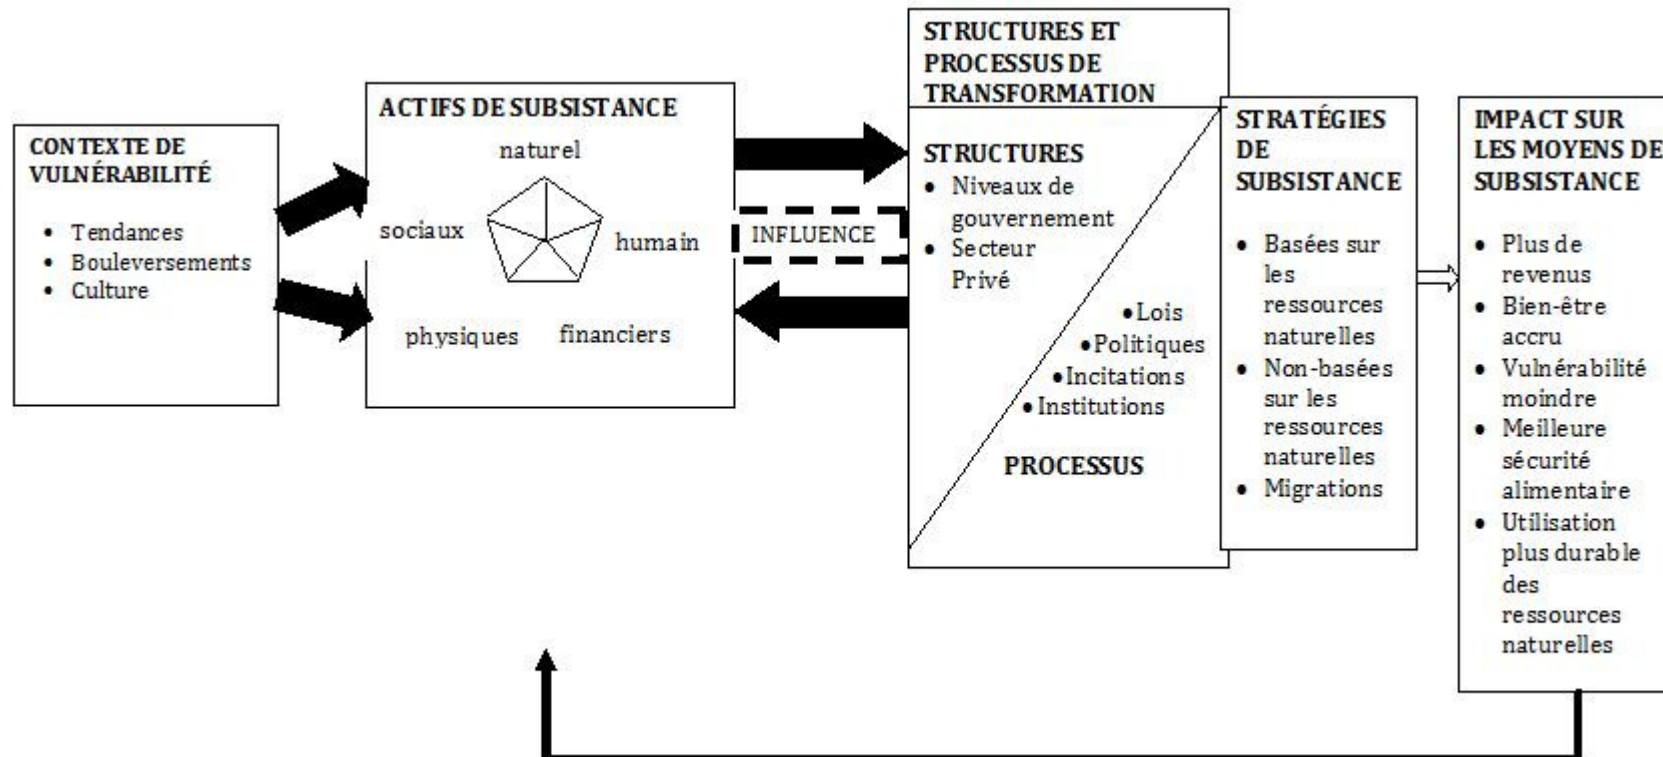 CONTEXTE DE
VULNÉRABILITÉ
• Tendances
• Bouleversements
• Culture
ACTIFS DE SUBSISTANCE
naturel
sociaux
humain
physiques
financiers
INFLUENCE
STRUCTURES ET
PROCESSUS DE
TRANSFORMATION
STRUCTURES
• Niveaux de
gouvernement
• Secteur
Privé
•Lois
•Politiques
•Incitations
•Institutions
PROCESSUS
STRATÉGIES
DE
SUBSISTANCE
• Basées sur
les
ressources
naturelles
• Non-basées
sur les
ressources
naturelles
• Migrations
IMPACT SUR
LES MOYENS DE
SUBSISTANCE
• Plus de
revenus
• Bien-être
accru
• Vulnérabilité
moindre
• Meilleure
sécurité
alimentaire
• Utilisation
plus durable
des
ressources
naturelles